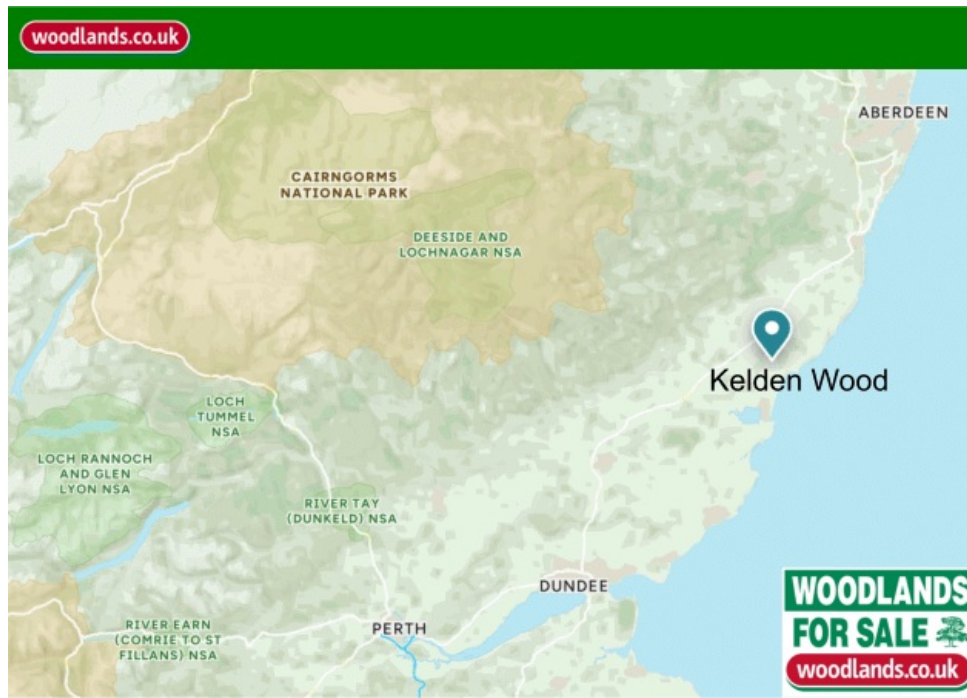 woodlands.co.uk
ABERDEEN
CAIRNGORMS
NATIONAL PARK
DEESIDE AND
LOCHNAGAR NSA
Kelden Wood
LOCH
TUMMEL
NSA
LOCH RANNOCH
AND GLEN
LYON NSA
RIVER TAY
(DUNKELD) NSA
DUNDEE
PERTH
RIVER EARN
(COMRIE TO ST
FILLANS) NSA
WOODLANDS
FOR SALE
woodlands.co.uk